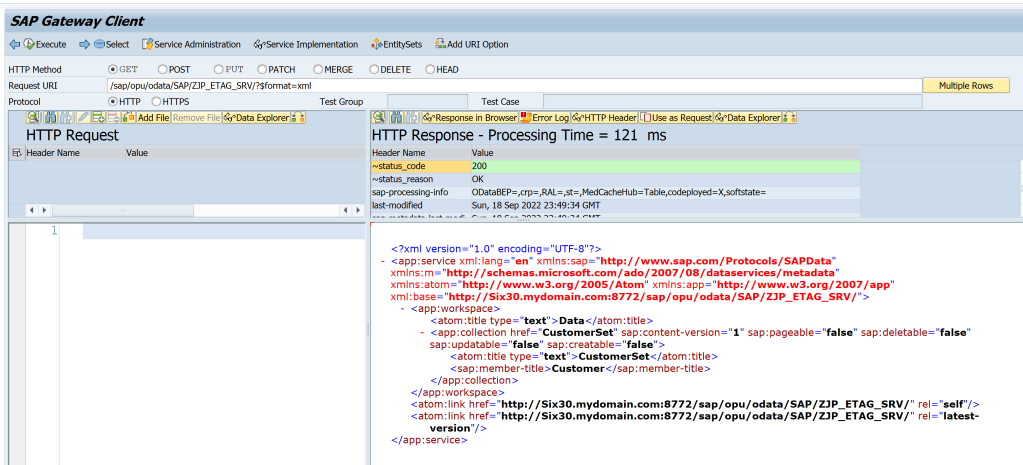 SAP Gateway Client
Execute Select Service Administration Service Implementation EntitySets Add URI Option
HTTP Method GET POST PUT PATCH MERGE DELETE HEAD
Request URI /sap/opu/odata/SAP/ZJP_ETAG_SRV/?$format=xml Multiple Rows
Protocol HTTP HTTPS Test Group Test Case
Add File Remove File Data Explorer
HTTP Request
Header Name Value
Response in Browser Error Log HTTP Header Use as Request Data Explorer
HTTP Response - Processing Time = 121 ms
Header Name Value
~status_code 200
~status_reason OK
sap-processing-info ODataBEP=,crp=,RAL=,st=,MedCacheHub=Table,codeployed=X,softstate=
last-modified Sun, 18 Sep 2022 23:49:34 GMT
1
<?xml version="1.0" encoding="UTF-8"?>
- <app:service xml:lang="en" xmlns:sap="http://www.sap.com/Protocols/SAPData"
xmlns:m="http://schemas.microsoft.com/ado/2007/08/dataservices/metadata"
xmlns:atom="http://www.w3.org/2005/Atom" xmlns:app="http://www.w3.org/2007/app"
xml:base="http://Six30.mydomain.com:8772/sap/opu/odata/SAP/ZJP_ETAG_SRV/">
- <app:workspace>
<atom:title type="text">Data</atom:title>
- <app:collection href="CustomerSet" sap:content-version="1" sap:pageable="false" sap:deletable="false"
sap:updatable="false" sap:creatable="false">
<atom:title type="text">CustomerSet</atom:title>
<sap:member-title>Customer</sap:member-title>
</app:collection>
</app:workspace>
<atom:link href="http://Six30.mydomain.com:8772/sap/opu/odata/SAP/ZJP_ETAG_SRV/" rel="self"/>
<atom:link href="http://Six30.mydomain.com:8772/sap/opu/odata/SAP/ZJP_ETAG_SRV/" rel="latest-
version"/>
</app:service>